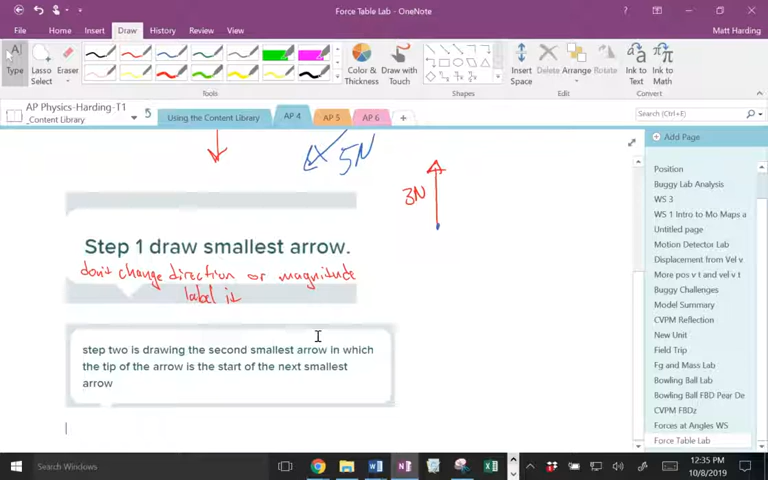 Force Table Lab - OneNote
Matt Harding
File Home Insert Draw History Review View
Type
Lasso Select
Eraser
Tools
Color & Thickness
Draw with Touch
Shapes
Insert Space
Delete
Arrange
Rotate
Edit
Ink to Text
Ink to Math
Convert
AP Physics-Harding-T1
_Content Library
Using the Content Library AP 4 AP 5 AP 6 +
Search (Ctrl+E)
Add Page
5N
3N
Step 1 draw smallest arrow.
don't change direction or magnitude
label it
step two is drawing the second smallest arrow in which
the tip of the arrow is the start of the next smallest
arrow
Position
Buggy Lab Analysis
WS 3
WS 1 Intro to Mo Maps a
Untitled page
Motion Detector Lab
Displacement from Vel v
More pos v t and vel v t
Buggy Challenges
Model Summary
CVPM Reflection
New Unit
Field Trip
Fg and Mass Lab
Bowling Ball Lab
Bowling Ball FBD Pear De
CVPM FBDz
Forces at Angles WS
Force Table Lab
Search Windows
12:35 PM
10/8/2019